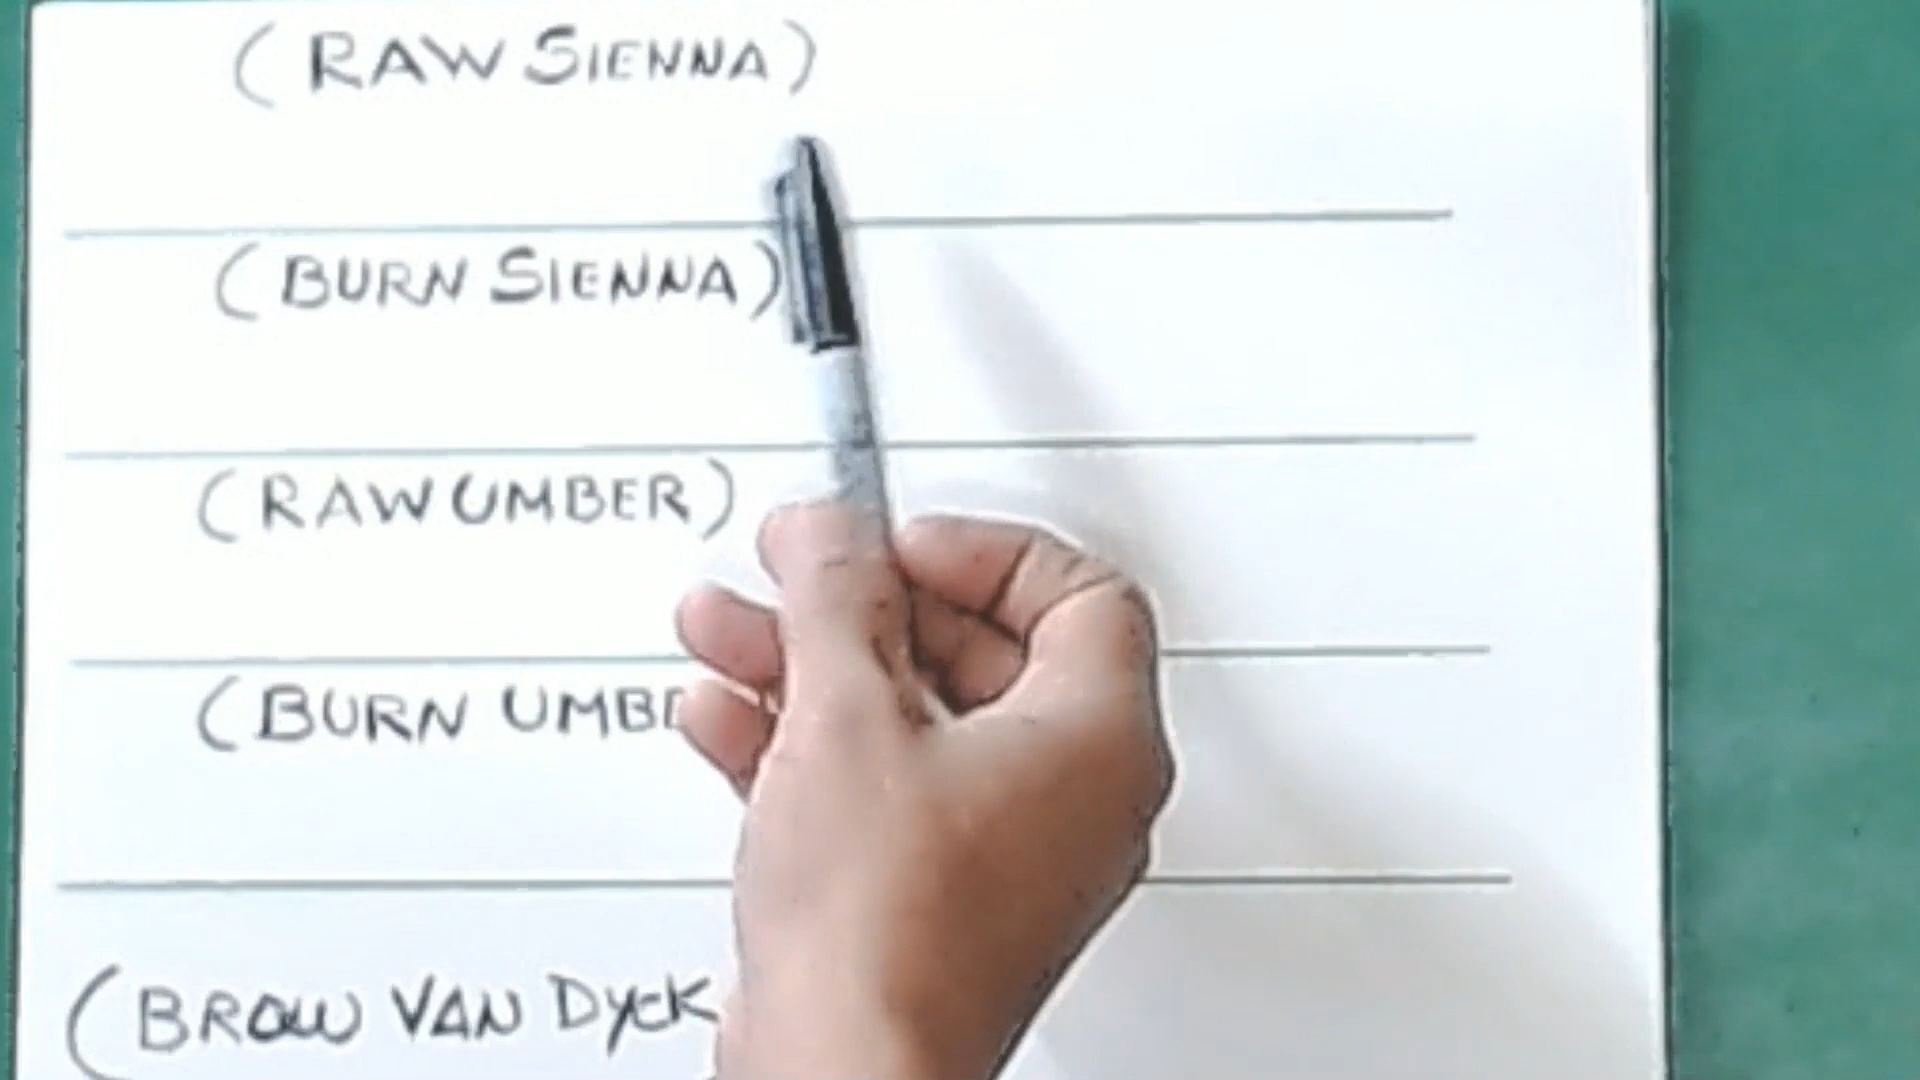 (RAW SIENNA)
(BURN SIENNA)
(RAW UMBER)
(BURN UMBE
(BROW VAN DYCK